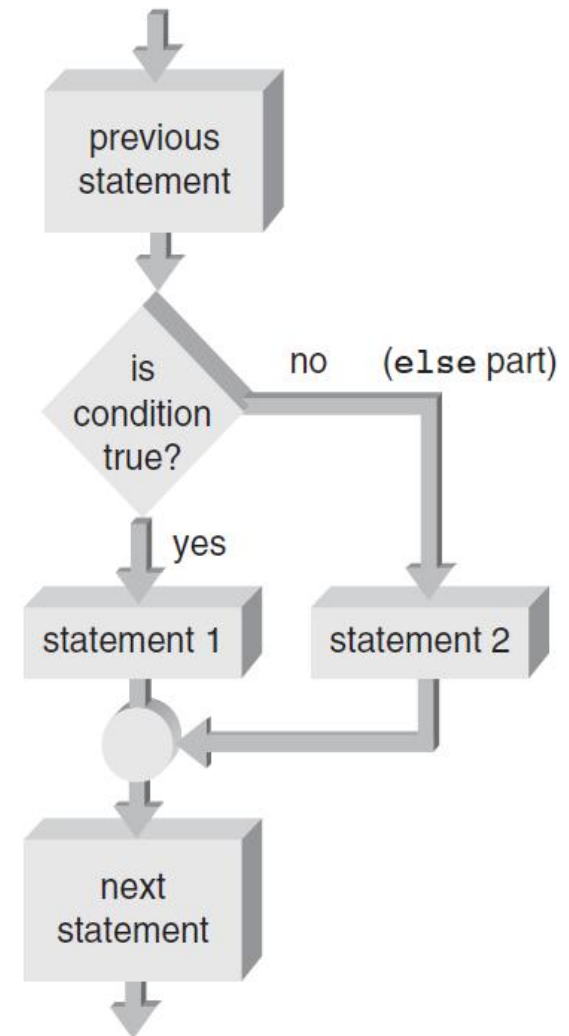 previous
statement
is
condition
true?
no (else part)
yes
statement 1
statement 2
next
statement